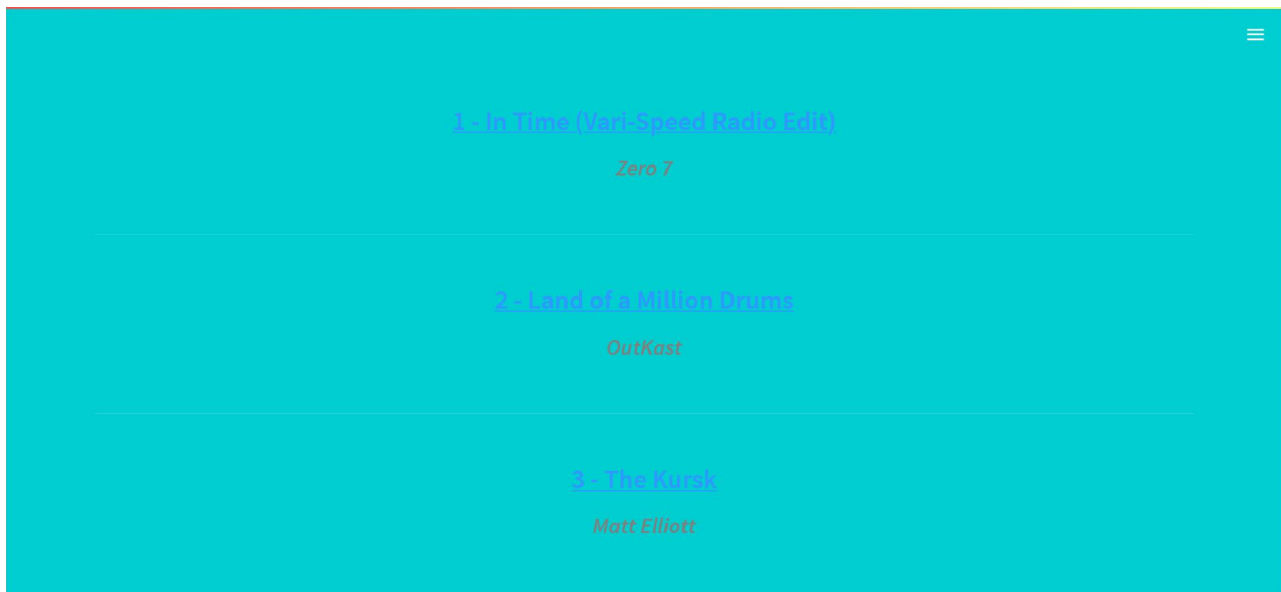 1 - In Time (Vari-Speed Radio Edit)
Zero 7
2 - Land of a Million Drums
OutKast
3 - The Kursk
Matt Elliott